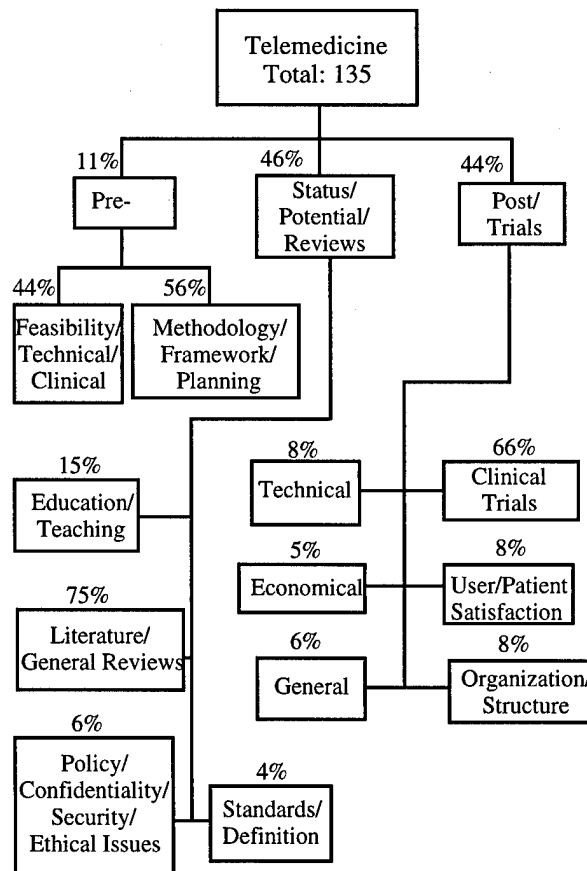 Telemedicine
Total: 135
11%
46%
44%
Pre-
Status/
Potential/
Reviews
Post/
Trials
44%
56%
Feasibility/
Technical/
Clinical
Methodology/
Framework/
Planning
15%
Education/
Teaching
8%
Technical
66%
Clinical
Trials
75%
Literature/
General Reviews
5%
Economical
8%
User/Patient
Satisfaction
6%
General
8%
Organization/
Structure
6%
Policy/
Confidentiality/
Security/
Ethical Issues
4%
Standards/
Definition